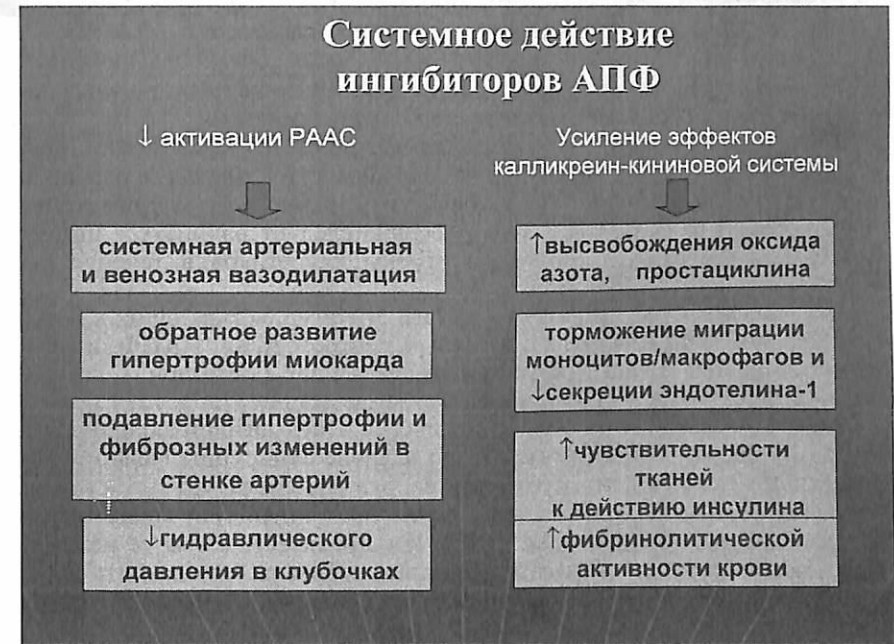 Системное действие
ингибиторов АПФ
↓ активации РААС
системная артериальная
и венозная вазодилатация
обратное развитие
гипертрофии миокарда
подавление гипертрофии и
фиброзных изменений в
стенке артерий
↓гидравлического
давления в клубочках
Усиление эффектов
калликреин-кининовой системы
↑высвобождения оксида
азота, простациклина
торможение миграции
моноцитов/макрофагов и
↓секреции эндотелина-1
↑чувствительности
тканей
к действию инсулина
↑фибринолитической
активности крови